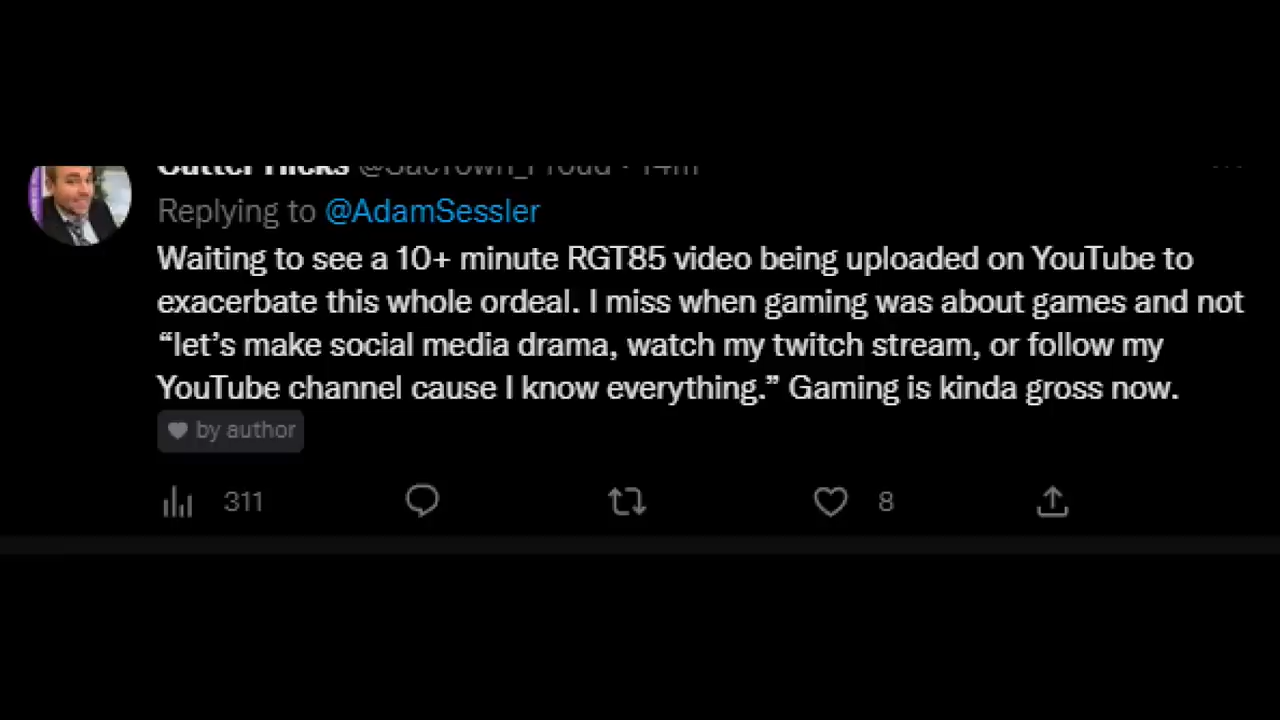 Replying to @AdamSessler
Waiting to see a 10+ minute RGT85 video being uploaded on YouTube to
exacerbate this whole ordeal. I miss when gaming was about games and not
“let’s make social media drama, watch my twitch stream, or follow my
YouTube channel cause I know everything.” Gaming is kinda gross now.
by author
311 8